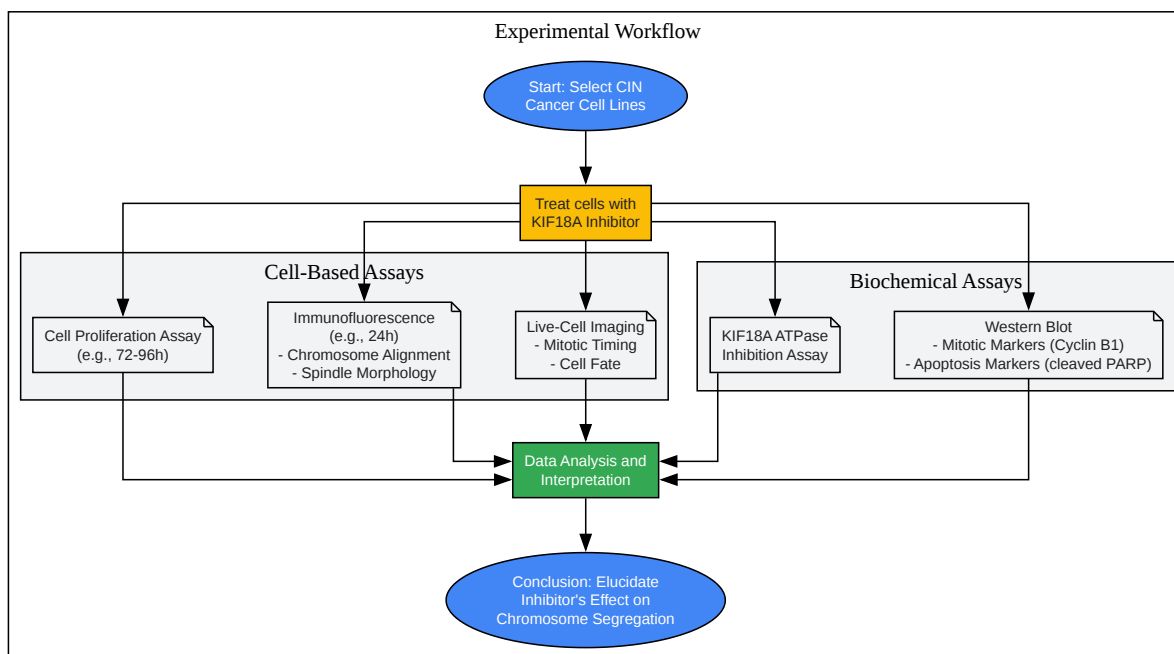 Experimental Workflow
Start: Select CIN
Cancer Cell Lines
Treat cells with
KIF18A Inhibitor
Cell-Based Assays
Cell Proliferation Assay
(e.g., 72-96h)
Immunofluorescence
(e.g., 24h)
- Chromosome Alignment
- Spindle Morphology
Live-Cell Imaging
- Mitotic Timing
- Cell Fate
Biochemical Assays
KIF18A ATPase
Inhibition Assay
Western Blot
- Mitotic Markers (Cyclin B1)
- Apoptosis Markers (cleaved PARP)
Data Analysis and
Interpretation
Conclusion: Elucidate
Inhibitor's Effect on
Chromosome Segregation